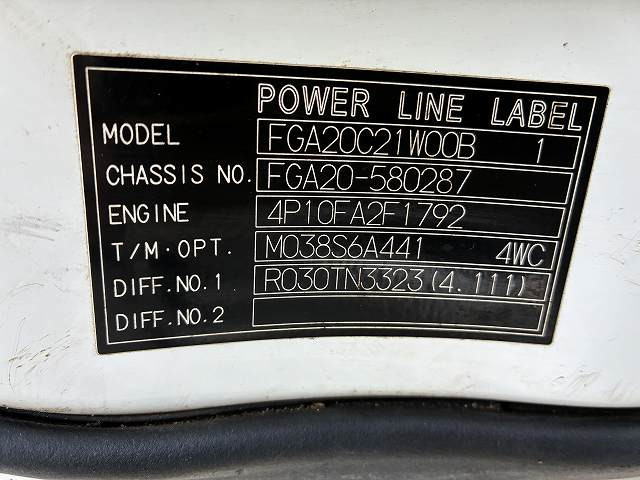 POWER LINE LABEL
MODEL FGA20C21W00B 1
CHASSIS NO. FGA20-580287
ENGINE 4P10FA2F1792
T/M·OPT. M038S6A441 4WC
DIFF.NO.1 R030TN3323(4.111)
DIFF.NO.2